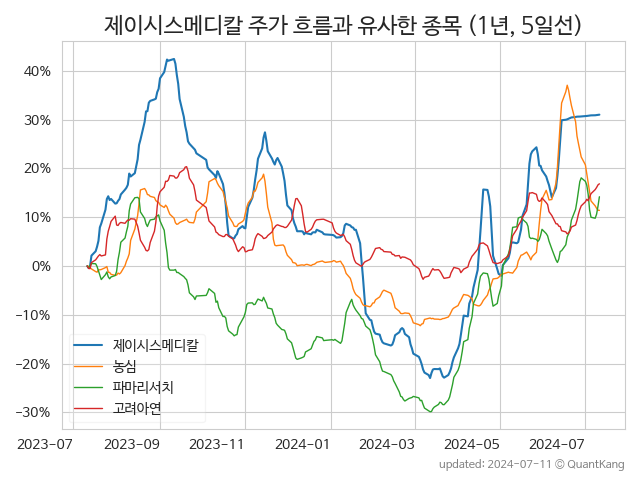 제이시스메디칼 주가 흐름과 유사한 종목 (1년, 5일선)
40%
30%
20%
10%
0%
−10%
−20%
−30%
제이시스메디칼
농심
파마리서치
고려아연
2023-07
2023-09
2023-11
2024-01
2024-03
2024-05
2024-07
updated: 2024-07-11 © QuantKang